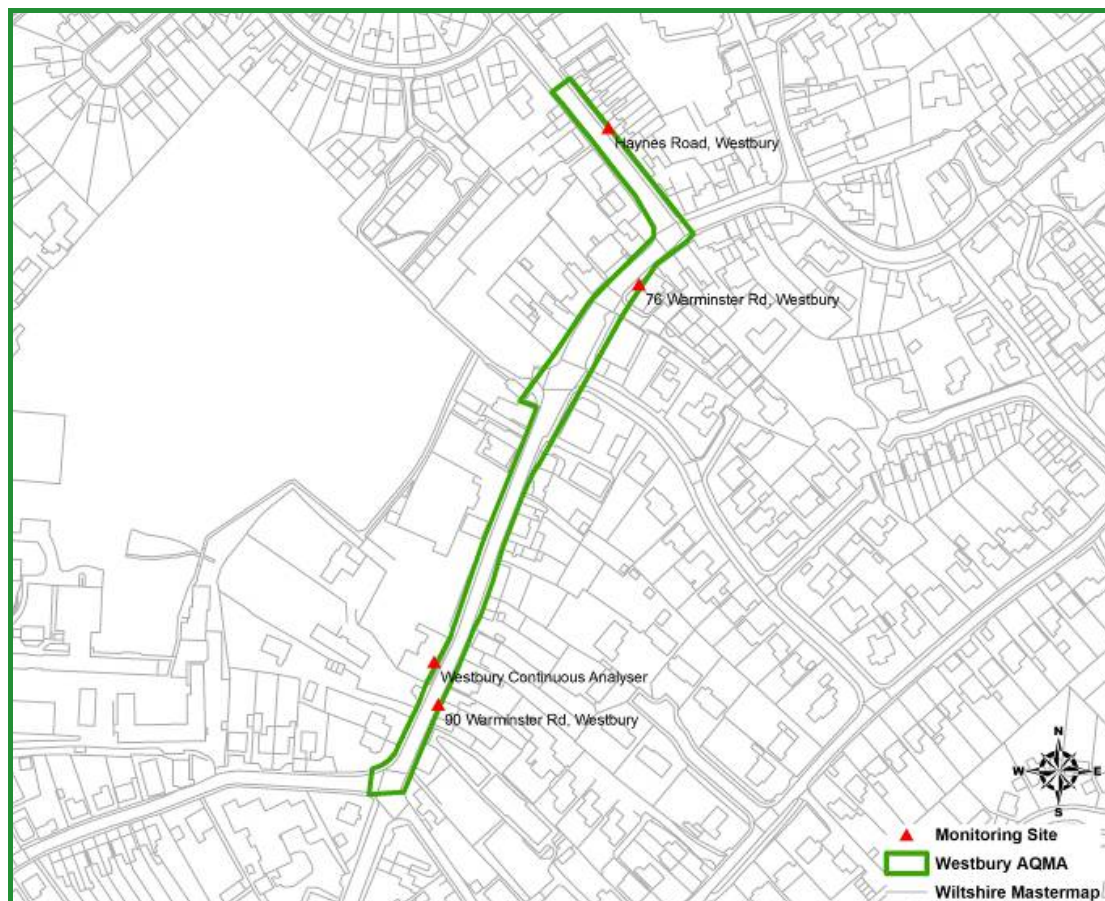 Haynes Road, Westbury
76 Warminster Rd, Westbury
Westbury Continuous Analyser
90 Warminster Rd, Westbury
N
W
E
S
Monitoring Site
Westbury AQMA
Wiltshire Mastermap